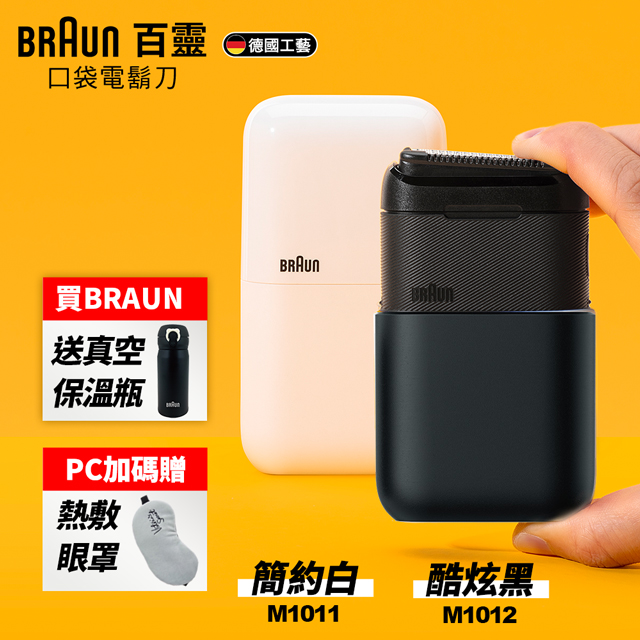 BRAUN 百靈 德國工藝
口袋電鬍刀
BRAUN
BRAUN
買BRAUN
送真空
保溫瓶
BRAUN
PC加碼贈
熱敷
眼罩
簡約白
M1011
酷炫黑
M1012